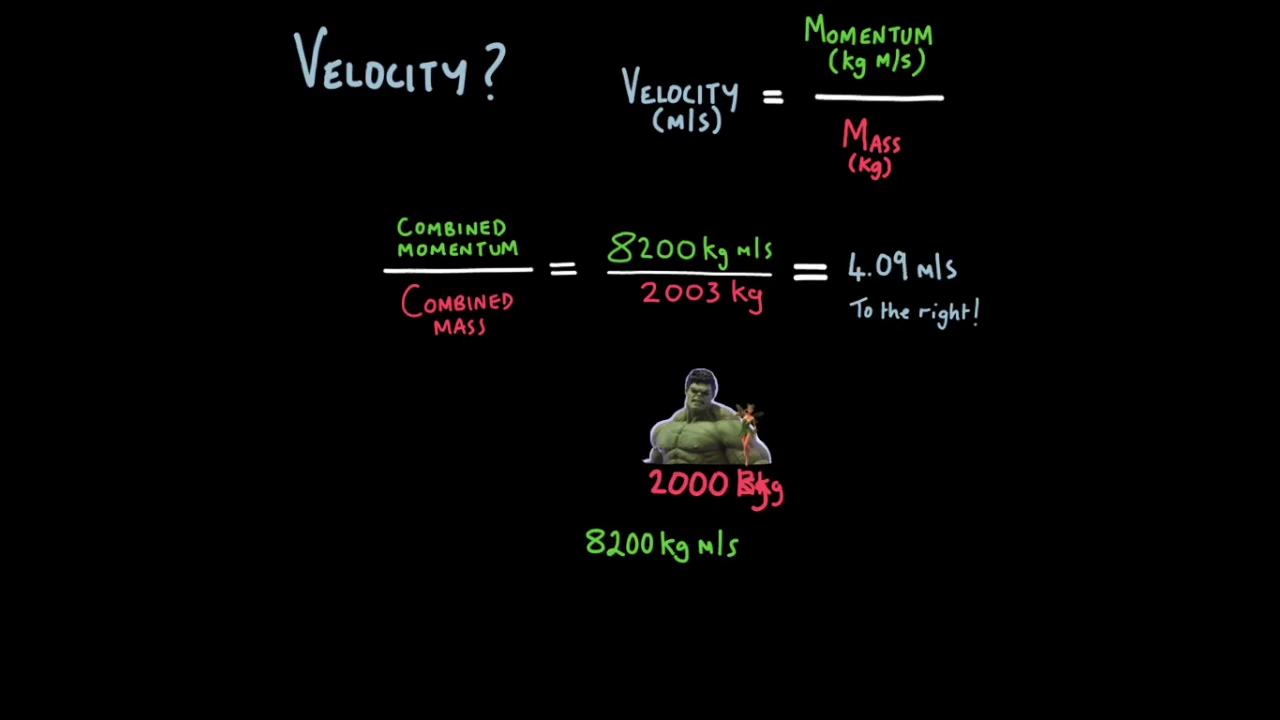 VELOCITY?
VELOCITY
(m/s)
=
MOMENTUM
(kg m/s)
MASS
(kg)
COMBINED
MOMENTUM
COMBINED
MASS
=
8200 kg m/s
2003 kg
=
4.09 m/s
To the right!
2000
8200 kg m/s